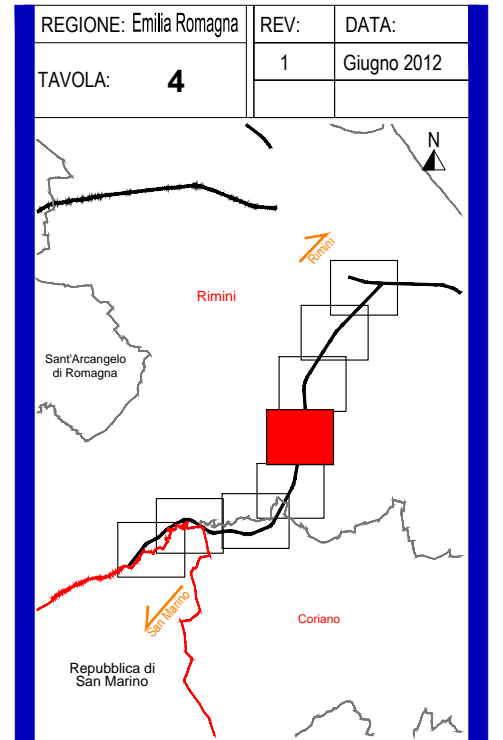 REGIONE: Emilia Romagna
REV:
DATA:
TAVOLA: 4
1
Giugno 2012
N
Rimini
Rimini
Sant'Arcangelo
di Romagna
San Marino
Coriano
Repubblica di
San Marino